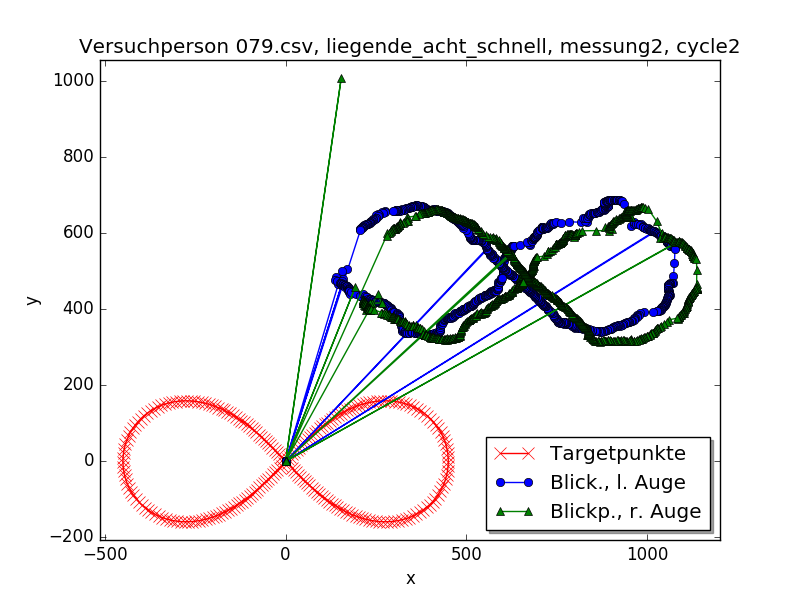 Versuchperson 079.csv, liegende_acht_schnell, messung2, cycle2
1000
800
600
400
200
0
−200
y
−500
0
500
1000
x
Targetpunkte
Blick., l. Auge
Blickp., r. Auge